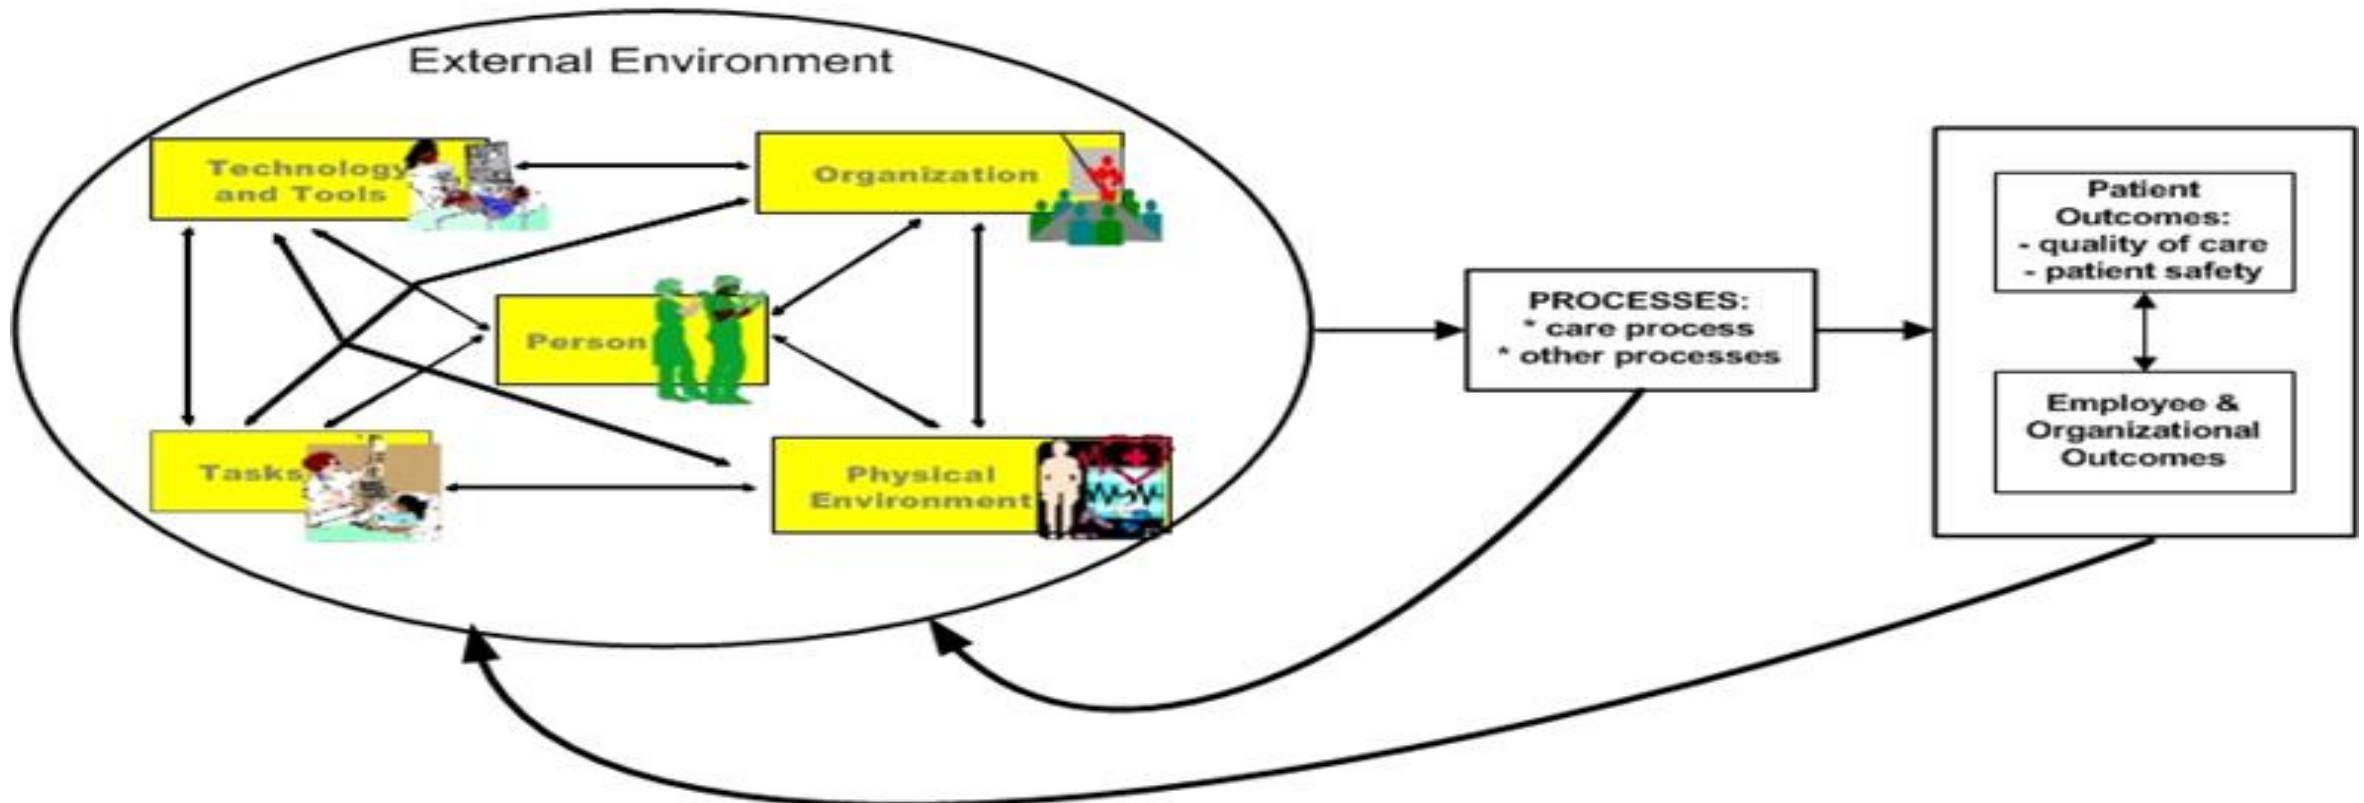 External Environment
Technology
and Tools
Organization
Person
Tasks
Physical
Environment
PROCESSES:
* care process
* other processes
Patient
Outcomes:
- quality of care
- patient safety
Employee &
Organizational
Outcomes